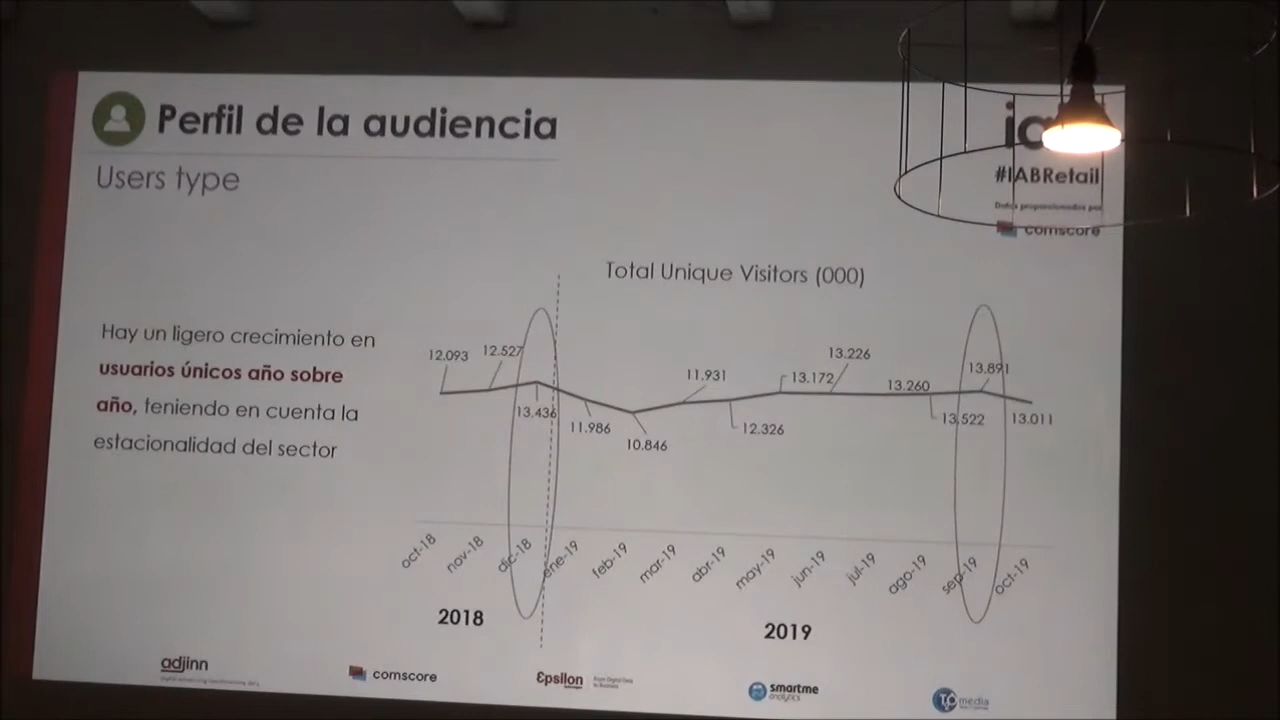 Perfil de la audiencia
Users type
#IABRetail
Datos proporcionados por
comscore
Total Unique Visitors (000)
Hay un ligero crecimiento en
usuarios únicos año sobre
año, teniendo en cuenta la
estacionalidad del sector
12.093
12.527
13.436
11.986
10.846
11.931
12.326
13.172
13.226
13.260
13.522
13.891
13.011
oct-18
nov-18
dic-18
ene-19
feb-19
mar-19
abr-19
may-19
jun-19
jul-19
ago-19
sep-19
oct-19
2018
2019
adjinn
comscore
Epsilon
smartme
analytics
media